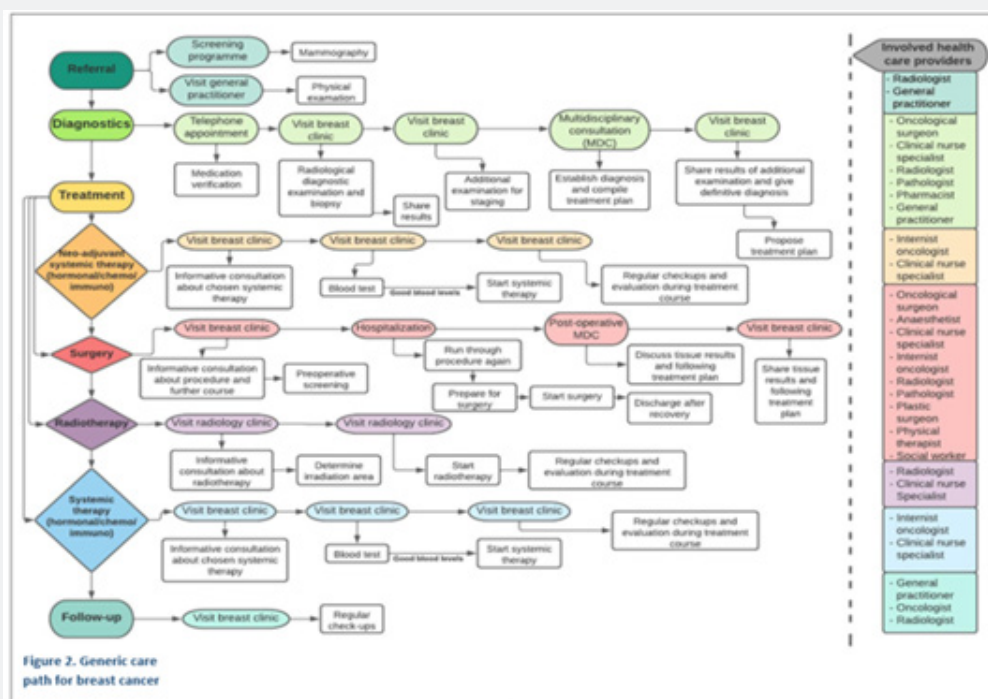 Referral
Screening
programme
Mammography
Visit general
practitioner
Physical
examation
Diagnostics
Telephone
appointment
Medication
verification
Visit breast
clinic
Radiological
diagnostic
examination and
biopsy
Share
results
Visit breast
clinic
Additional
examination for
staging
Multidisciplinary
consultation
(MDC)
Establish diagnosis
and compile
treatment plan
Visit breast
clinic
Share results of additional
examination and give
definitive diagnosis
Propose
treatment plan
Treatment
Neo-adjuvant
systemic therapy
(hormonal/chemo/
immuno)
Visit breast clinic
Informative consultation
about chosen systemic
therapy
Visit breast clinic
Blood test
Good blood levels
Start systemic
therapy
Visit breast clinic
Regular checkups and
evaluation during treatment
course
Surgery
Visit breast clinic
Informative consultation
about procedure and
further course
Preoperative
screening
Hospitalization
Run through
procedure again
Prepare for
surgery
Start surgery
Discharge after
recovery
Post-operative
MDC
Discuss tissue results
and following
treatment plan
Visit breast clinic
Share tissue
results and
following
treatment
plan
Radiotherapy
Visit radiology clinic
Informative
consultation about
radiotherapy
Determine
irradiation area
Visit radiology clinic
Start
radiotherapy
Regular checkups and
evaluation during treatment
course
Systemic
therapy
(hormonal/chemo/
immuno)
Visit breast clinic
Informative consultation
about chosen systemic
therapy
Visit breast clinic
Blood test
Good blood levels
Start systemic
therapy
Visit breast clinic
Regular checkups and
evaluation during treatment
course
Follow-up
Visit breast clinic
Regular
check-ups
Involved health
care providers
- Radiologist
- General
practitioner
- Oncological
surgeon
- Clinical nurse
specialist
- Radiologist
- Pathologist
- Pharmacist
- General
practitioner
- Internist
oncologist
- Clinical nurse
specialist
- Oncological
surgeon
- Anaesthetist
- Clinical nurse
specialist
- Internist
oncologist
- Radiologist
- Pathologist
- Plastic
surgeon
- Physical
therapist
- Social worker
- Radiologist
- Clinical nurse
Specialist
- Internist
oncologist
- Clinical nurse
specialist
- General
practitioner
- Oncologist
- Radiologist
Figure 2. Generic care
path for breast cancer